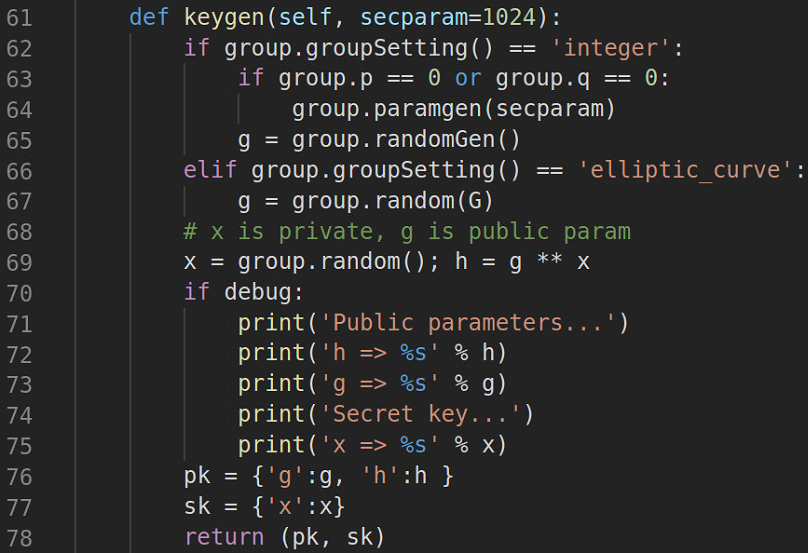 61 def keygen(self, secparam=1024):
62 if group.groupSetting() == 'integer':
63 if group.p == 0 or group.q == 0:
64 group.paramgen(secparam)
65 g = group.randomGen()
66 elif group.groupSetting() == 'elliptic_curve':
67 g = group.random(G)
68 # x is private, g is public param
69 x = group.random(); h = g ** x
70 if debug:
71 print('Public parameters...')
72 print('h => %s' % h)
73 print('g => %s' % g)
74 print('Secret key...')
75 print('x => %s' % x)
76 pk = {'g':g, 'h':h }
77 sk = {'x':x}
78 return (pk, sk)